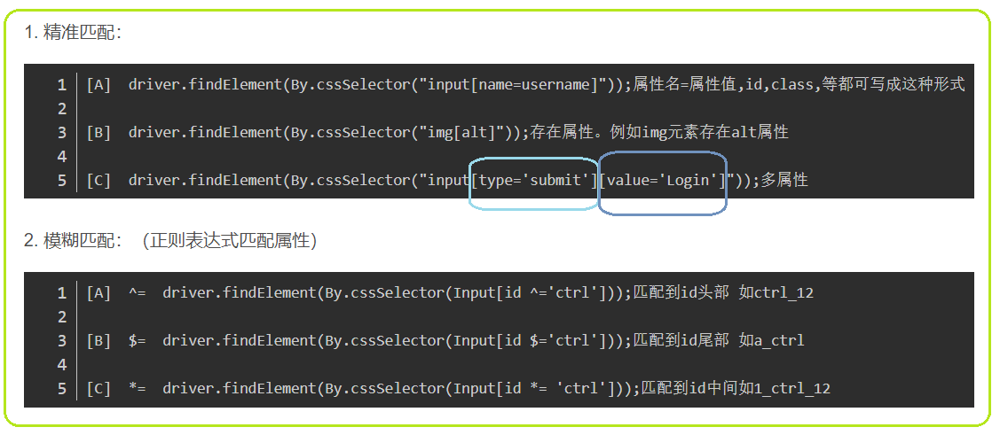 1. 精准匹配：
1 [A]  driver.findElement(By.cssSelector("input[name=username]"));属性名=属性值,id,class,等都可写成这种形式
2
3 [B]  driver.findElement(By.cssSelector("img[alt]"));存在属性。例如img元素存在alt属性
4
5 [C]  driver.findElement(By.cssSelector("input[type='submit'][value='Login']"));多属性
2. 模糊匹配：（正则表达式匹配属性）
1 [A]  ^=  driver.findElement(By.cssSelector(Input[id ^='ctrl']));匹配到id头部 如ctrl_12
2
3 [B]  $=  driver.findElement(By.cssSelector(Input[id $='ctrl']));匹配到id尾部 如a_ctrl
4
5 [C]  *=  driver.findElement(By.cssSelector(Input[id *= 'ctrl']));匹配到id中间如1_ctrl_12